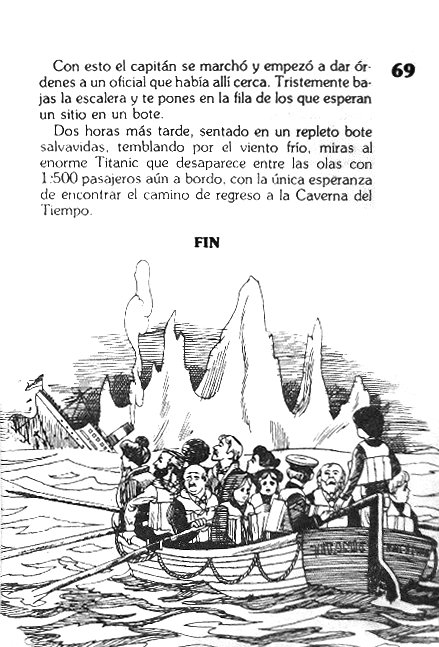 Con esto el capitán se marchó y empezó a dar ór-
69
denes a un oficial que había allí cerca. Tristemente ba-
jas la escalera y te pones en la fila de los que esperan
un sitio en un bote.
Dos horas más tarde, sentado en un repleto bote
salvavidas, temblando por el viento frío, miras al
enorme Titanic que desaparece entre las olas con
1.500 pasajeros aún a bordo, con la única esperanza
de encontrar el camino de regreso a la Caverna del
Tiempo.
FIN